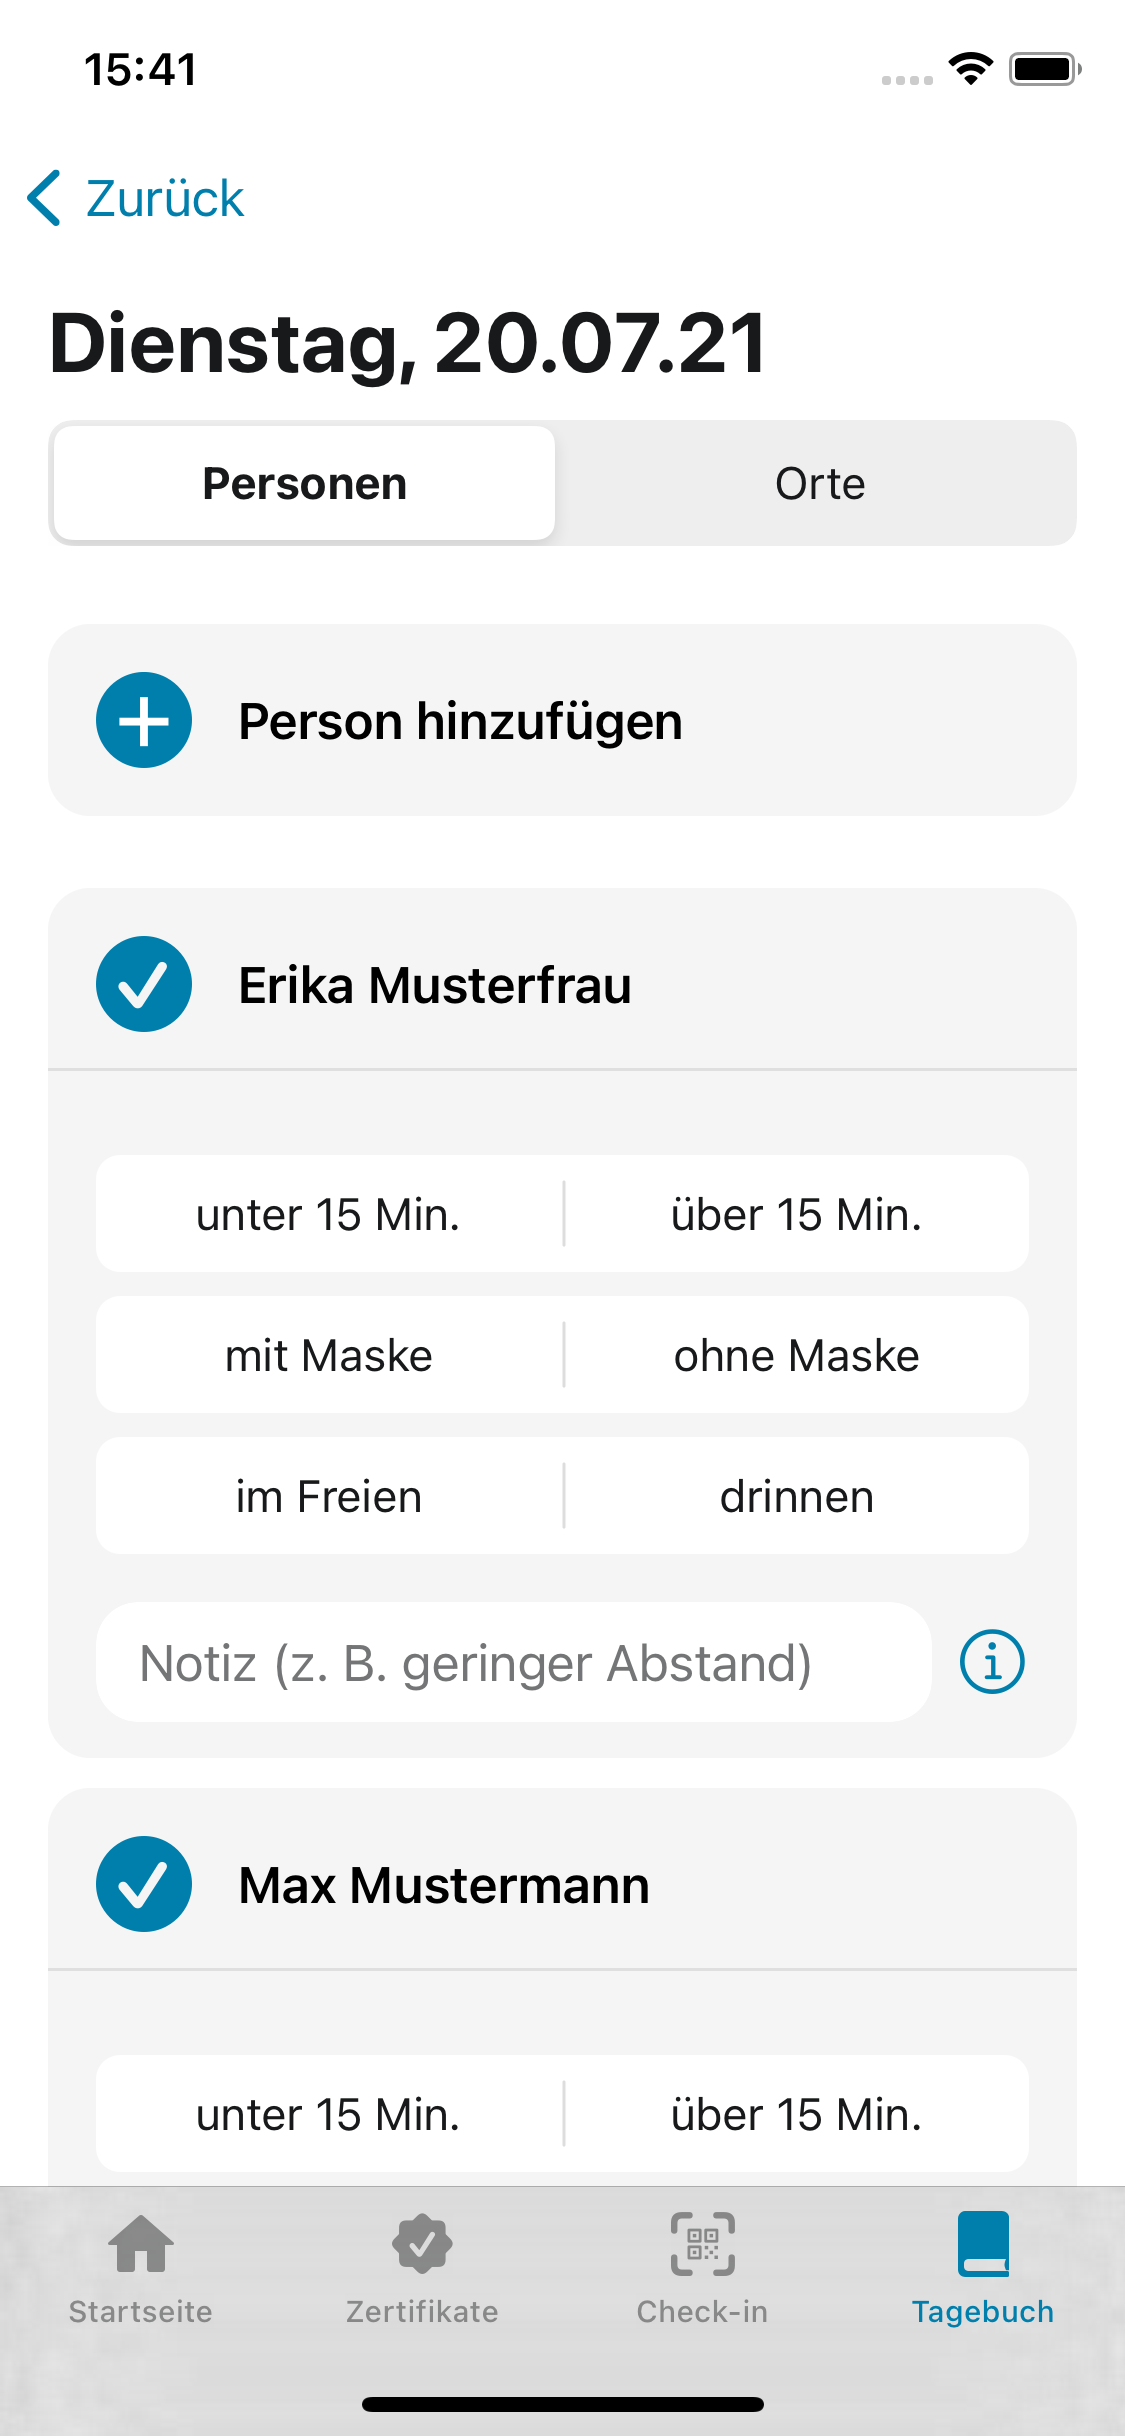 15:41
Zurück
Dienstag, 20.07.21
Personen
Orte
Person hinzufügen
Erika Musterfrau
unter 15 Min.
über 15 Min.
mit Maske
ohne Maske
im Freien
drinnen
Notiz (z. B. geringer Abstand)
Max Mustermann
unter 15 Min.
über 15 Min.
Startseite
Zertifikate
Check-in
Tagebuch